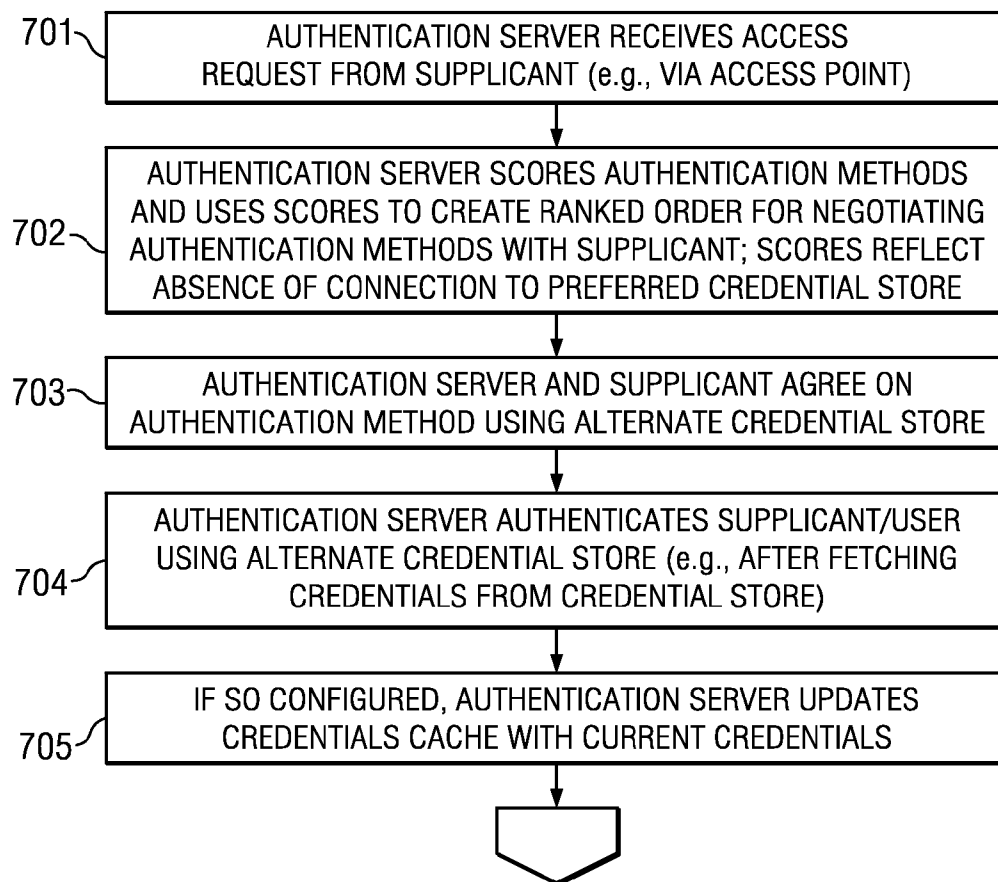 701
AUTHENTICATION SERVER RECEIVES ACCESS
REQUEST FROM SUPPLICANT (e.g., VIA ACCESS POINT)
702
AUTHENTICATION SERVER SCORES AUTHENTICATION METHODS
AND USES SCORES TO CREATE RANKED ORDER FOR NEGOTIATING
AUTHENTICATION METHODS WITH SUPPLICANT; SCORES REFLECT
ABSENCE OF CONNECTION TO PREFERRED CREDENTIAL STORE
703
AUTHENTICATION SERVER AND SUPPLICANT AGREE ON
AUTHENTICATION METHOD USING ALTERNATE CREDENTIAL STORE
704
AUTHENTICATION SERVER AUTHENTICATES SUPPLICANT/USER
USING ALTERNATE CREDENTIAL STORE (e.g., AFTER FETCHING
CREDENTIALS FROM CREDENTIAL STORE)
705
IF SO CONFIGURED, AUTHENTICATION SERVER UPDATES
CREDENTIALS CACHE WITH CURRENT CREDENTIALS